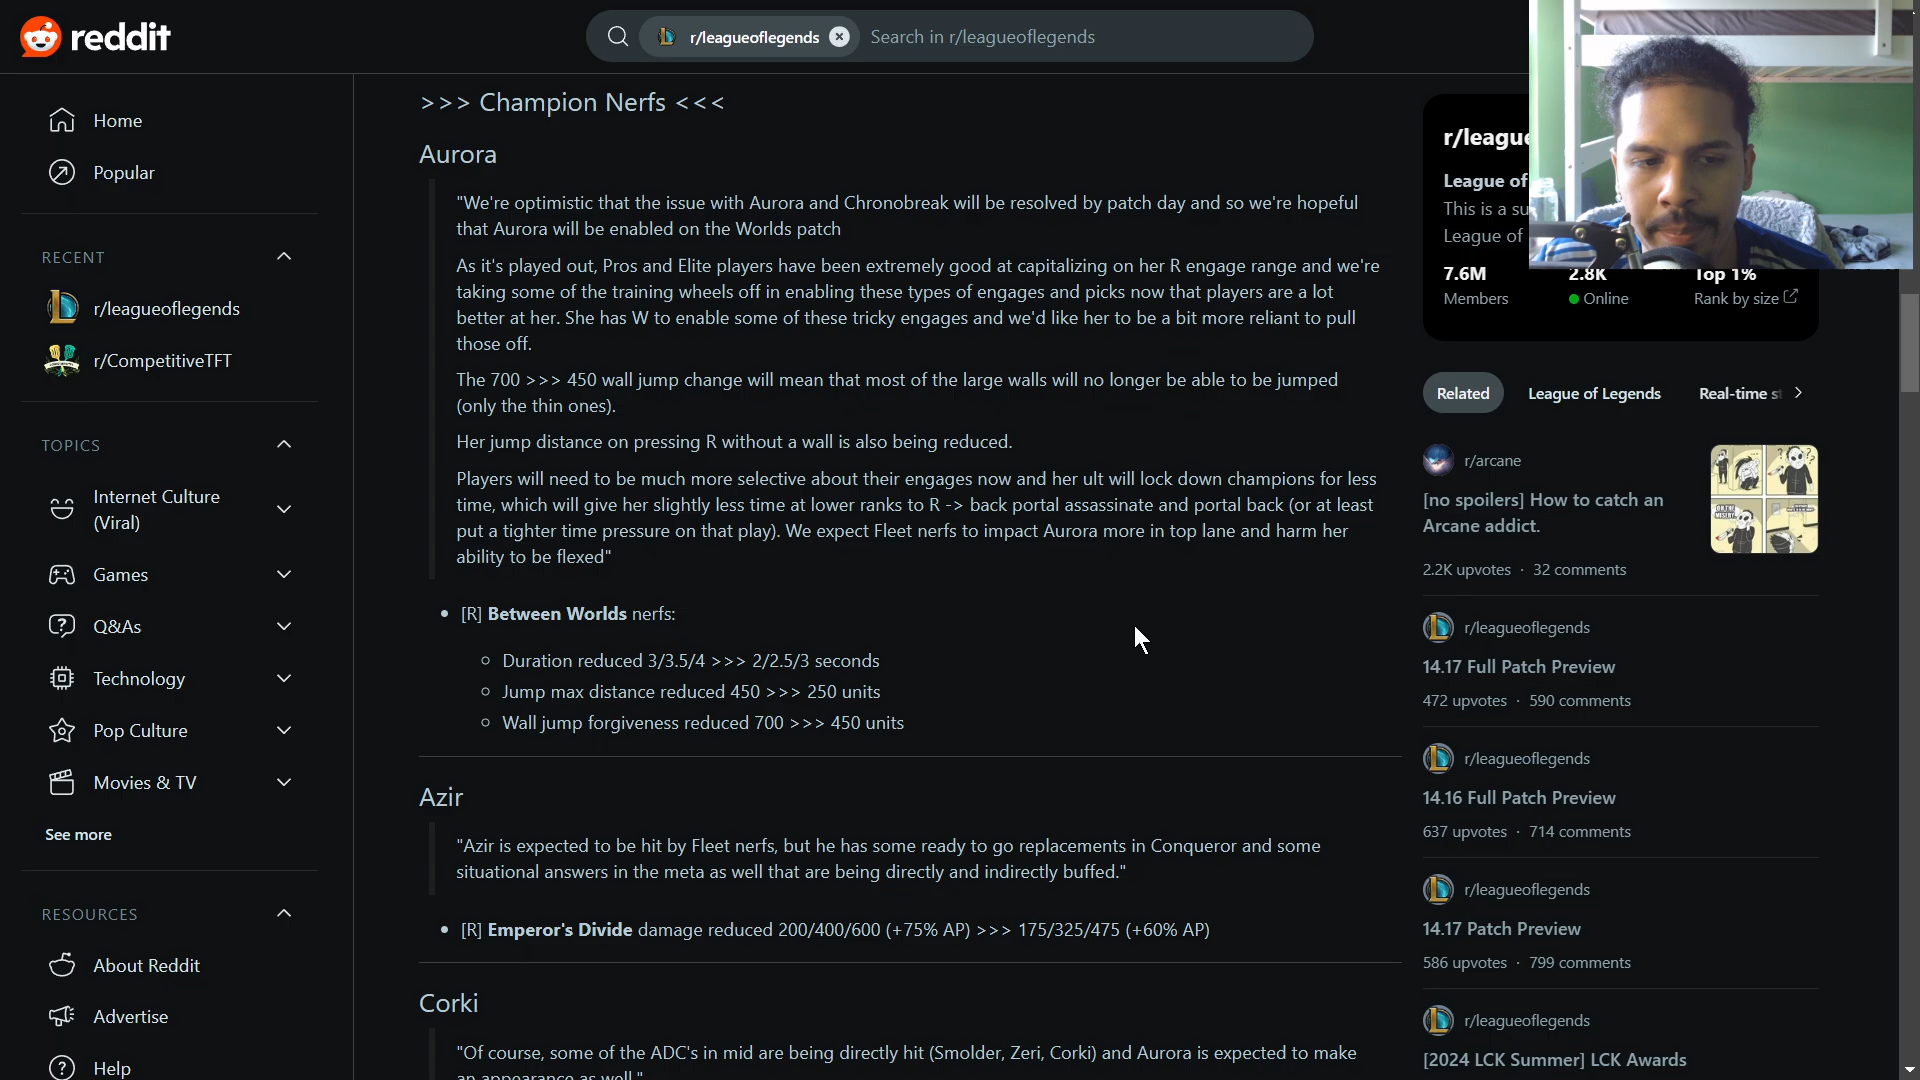 reddit
r/leagueoflegends
Search in r/leagueoflegends
Home
Popular
RECENT
r/leagueoflegends
r/CompetitiveTFT
TOPICS
Internet Culture
(Viral)
Games
Q&As
Technology
Pop Culture
Movies & TV
See more
RESOURCES
About Reddit
Advertise
Help
>>> Champion Nerfs <<<
Aurora
"We're optimistic that the issue with Aurora and Chronobreak will be resolved by patch day and so we're hopeful
that Aurora will be enabled on the Worlds patch
As it's played out, Pros and Elite players have been extremely good at capitalizing on her R engage range and we're
taking some of the training wheels off in enabling these types of engages and picks now that players are a lot
better at her. She has W to enable some of these tricky engages and we'd like her to be a bit more reliant to pull
those off.
The 700 >>> 450 wall jump change will mean that most of the large walls will no longer be able to be jumped
(only the thin ones).
Her jump distance on pressing R without a wall is also being reduced.
Players will need to be much more selective about their engages now and her ult will lock down champions for less
time, which will give her slightly less time at lower ranks to R -> back portal assassinate and portal back (or at least
put a tighter time pressure on that play). We expect Fleet nerfs to impact Aurora more in top lane and harm her
ability to be flexed"
• [R] Between Worlds nerfs:
Duration reduced 3/3.5/4 >>> 2/2.5/3 seconds
Jump max distance reduced 450 >>> 250 units
Wall jump forgiveness reduced 700 >>> 450 units
Azir
"Azir is expected to be hit by Fleet nerfs, but he has some ready to go replacements in Conqueror and some
situational answers in the meta as well that are being directly and indirectly buffed."
• [R] Emperor's Divide damage reduced 200/400/600 (+75% AP) >>> 175/325/475 (+60% AP)
Corki
"Of course, some of the ADC's in mid are being directly hit (Smolder, Zeri, Corki) and Aurora is expected to make
an appearance as well."
r/league
League of
This is a su
League of
7.6M
Members
2.8K
Online
Top 1%
Rank by size
Related
League of Legends
Real-time st
r/arcane
[no spoilers] How to catch an
Arcane addict.
2.2K upvotes · 32 comments
r/leagueoflegends
14.17 Full Patch Preview
472 upvotes · 590 comments
r/leagueoflegends
14.16 Full Patch Preview
637 upvotes · 714 comments
r/leagueoflegends
14.17 Patch Preview
586 upvotes · 799 comments
r/leagueoflegends
[2024 LCK Summer] LCK Awards